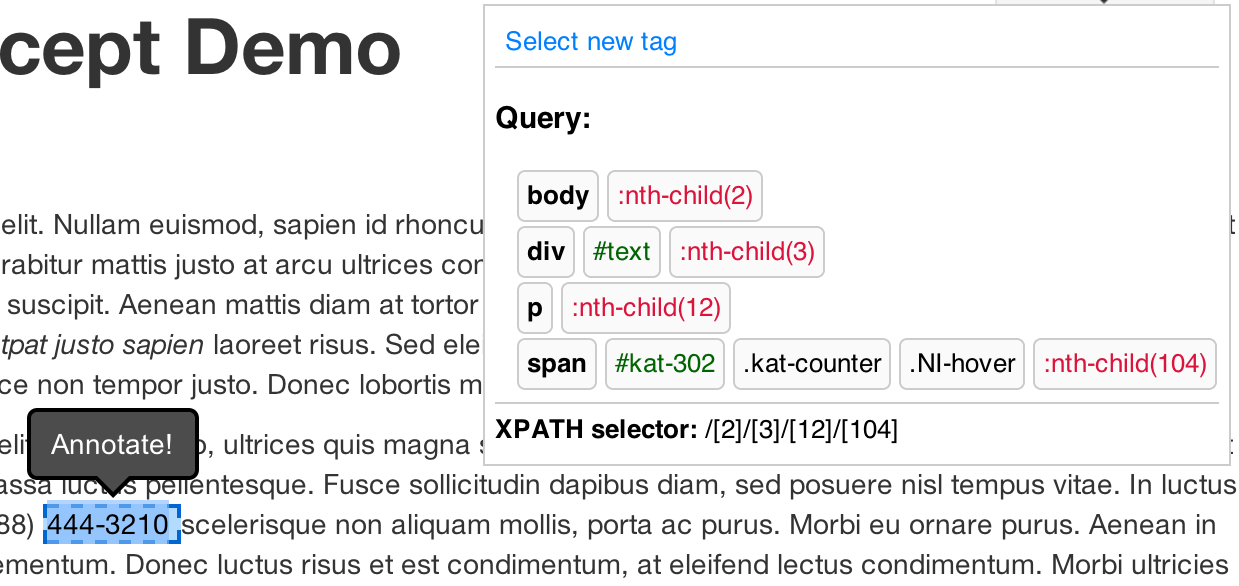 cept Demo
Select new tag
Query:
body :nth-child(2)
div #text :nth-child(3)
p :nth-child(12)
span #kat-302 .kat-counter .NI-hover :nth-child(104)
XPATH selector: /[2]/[3]/[12]/[104]
elit. Nullam euismod, sapien id rhoncu
rabitur mattis justo at arcu ultrices cor
suscipit. Aenean mattis diam at tortor
tpat justo sapien laoreet risus. Sed ele
ce non tempor justo. Donec lobortis m
Annotate!
eli o, ultrices quis magna s
assa luctus pellentesque. Fusce sollicitudin dapibus diam, sed posuere nisl tempus vitae. In luctus
88) 444-3210 scelerisque non aliquam mollis, porta ac purus. Morbi eu ornare purus. Aenean in
ementum. Donec luctus risus et est condimentum, at eleifend lectus condimentum. Morbi ultricies